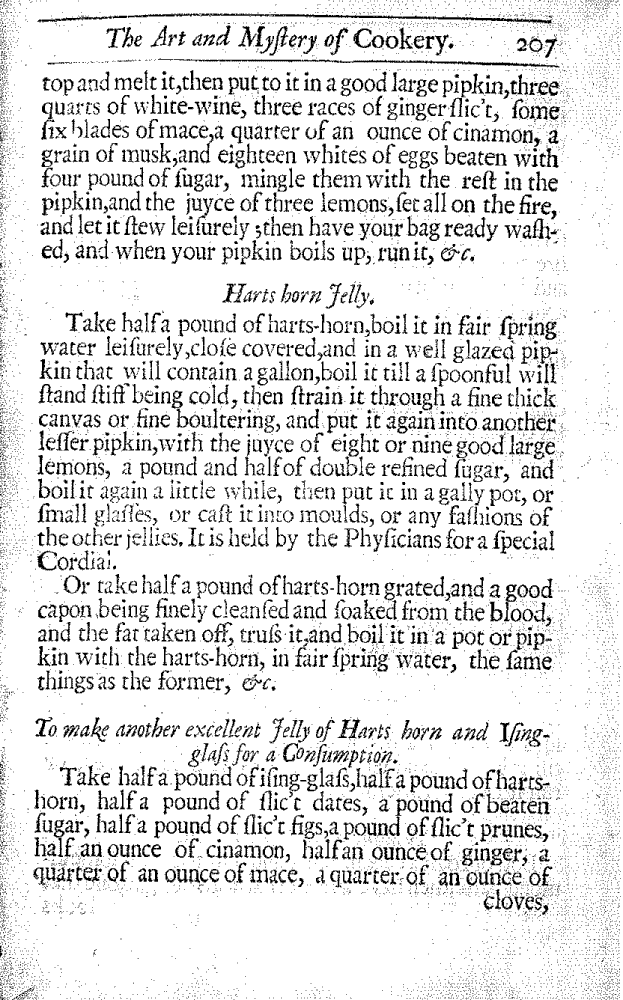 The Art and Myſtery of Cookery. 207
top and melt it, then put to it in a good large pipkin, three
quarts of white-wine, three races of ginger ſlic't, ſome
ſix blades of mace, a quarter of an ounce of cinamon, a
grain of musk, and eighteen whites of eggs beaten with
four pound of ſugar, mingle them with the reſt in the
pipkin, and the juyce of three lemons, ſet all on the fire,
and let it ſtew leiſurely; then have your bag ready waſh-
ed, and when your pipkin boils up, run it, &c.
Harts horn Jelly.
Take half a pound of harts-horn, boil it in fair ſpring
water leiſurely, cloſe covered, and in a well glazed pip-
kin that will contain a gallon, boil it till a ſpoonful will
ſtand ſtiff being cold, then ſtrain it through a fine thick
canvas or fine boultering, and put it again into another
leſſer pipkin, with the juyce of eight or nine good large
lemons, a pound and half of double refined ſugar, and
boil it again a little while, then put it in a gally pot, or
ſmall glaſſes, or caſt it into moulds, or any faſhions of
the other jellies. It is held by the Phyſicians for a ſpecial
Cordial.
Or take half a pound of harts-horn grated, and a good
capon being finely cleanſed and ſoaked from the blood,
and the fat taken off, truſs it, and boil it in a pot or pip-
kin with the harts-horn, in fair ſpring water, the ſame
things as the former, &c.
To make another excellent Jelly of Harts horn and Iſing-
glaſs for a Conſumption.
Take half a pound of iſing-glaſs, half a pound of harts-
horn, half a pound of ſlic't dates, a pound of beaten
ſugar, half a pound of ſlic't figs, a pound of ſlic't prunes,
half an ounce of cinamon, half an ounce of ginger, a
quarter of an ounce of mace, a quarter of an ounce of
cloves,